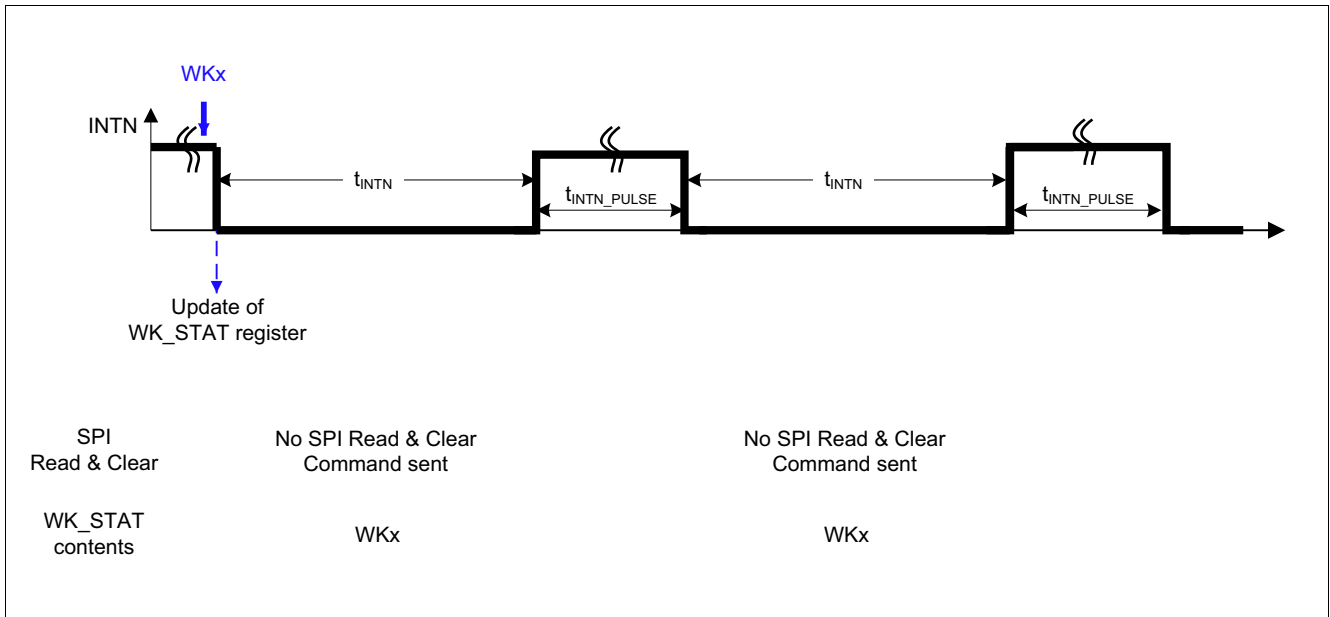 WKx
INTN
tINTN
tINTN_PULSE
tINTN
tINTN_PULSE
Update of
WK_STAT register
SPI
Read & Clear
No SPI Read & Clear
Command sent
No SPI Read & Clear
Command sent
WK_STAT
contents
WKx
WKx